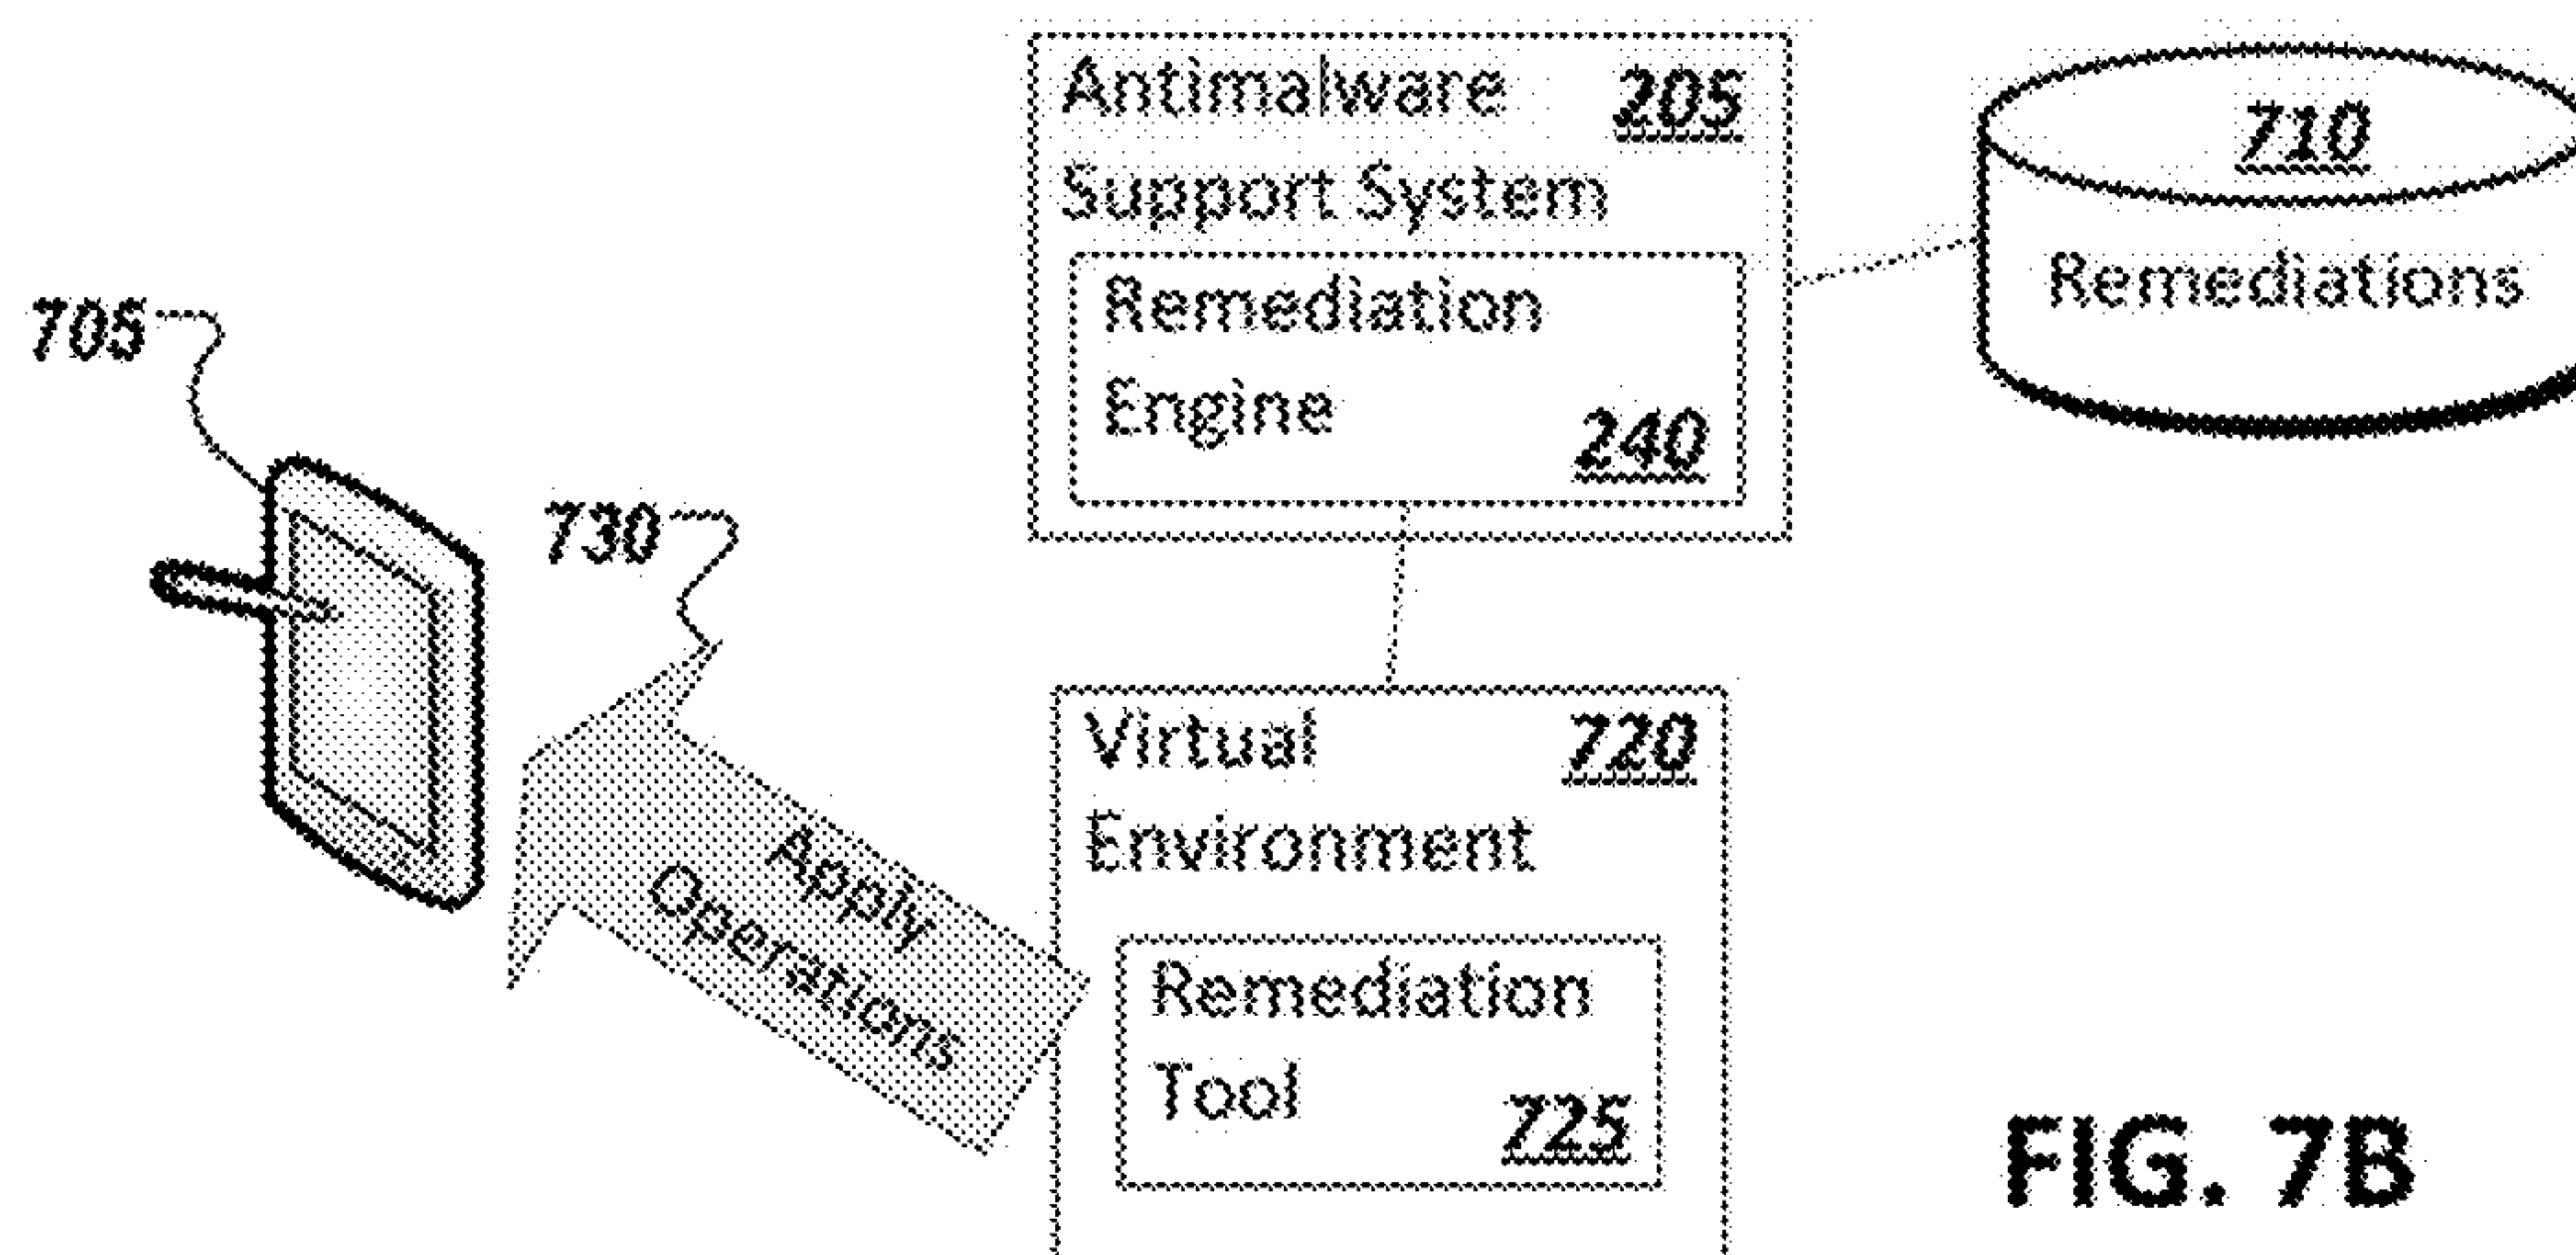 Antimalware 205
Support System
Remediation
Engine
240
710
Remediations
705
730
Virtual 720
Environment
Remediation
Tool
725
Apply
Operations
FIG. 7B